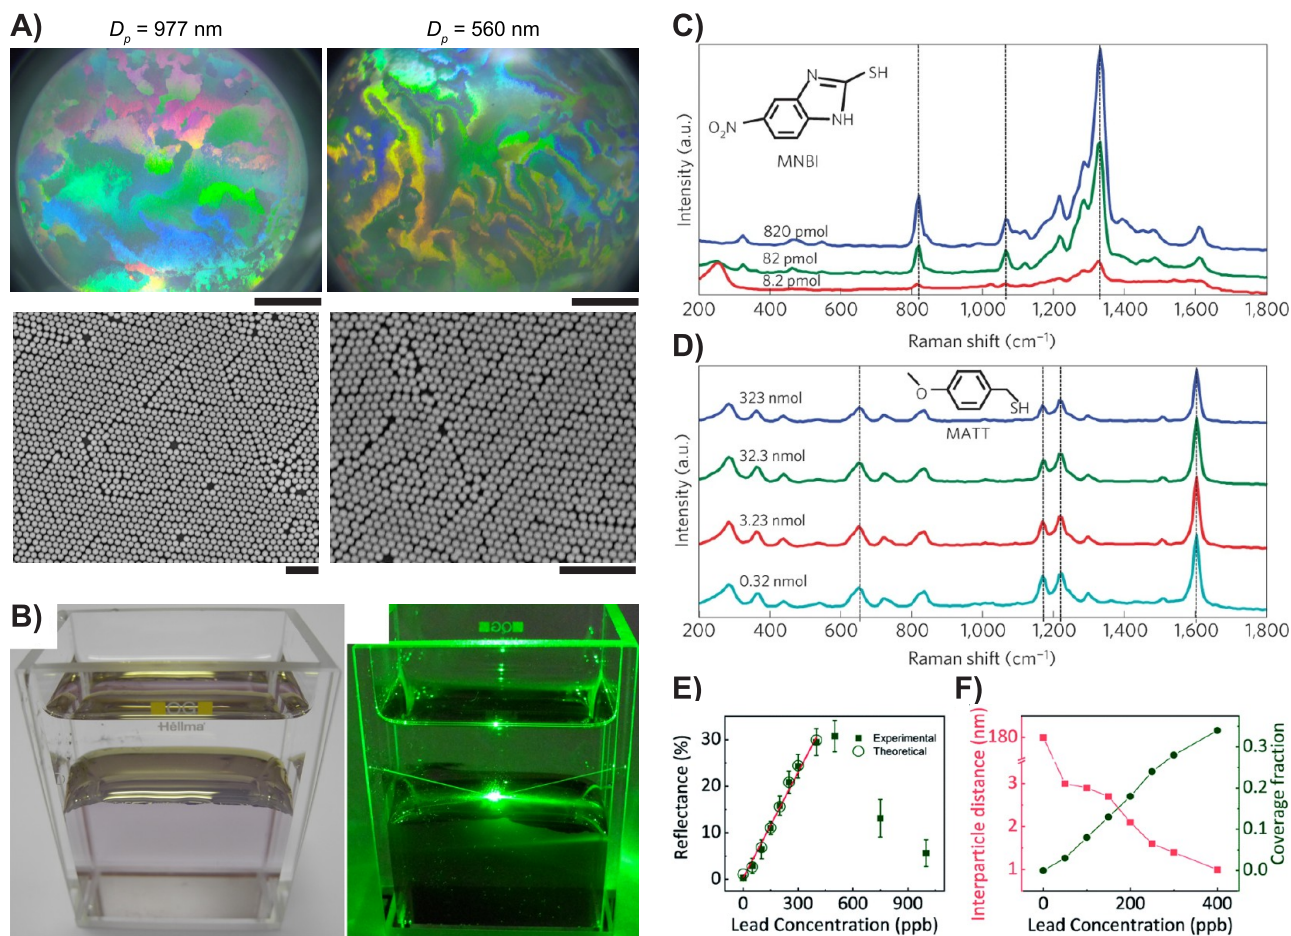 A)
Dp = 977 nm
Dp = 560 nm
B)
OG
Hellma
OG
C)
Intensity (a.u.)
N
SH
NH
O2N
MNBI
820 pmol
82 pmol
8.2 pmol
200 400 600 800 1,000 1,200 1,400 1,600 1,800
Raman shift (cm⁻¹)
D)
Intensity (a.u.)
O
SH
MATT
323 nmol
32.3 nmol
3.23 nmol
0.32 nmol
200 400 600 800 1,000 1,200 1,400 1,600 1,800
Raman shift (cm⁻¹)
E)
Reflectance (%)
30
20
10
0
Experimental
Theoretical
0 300 600 900
Lead Concentration (ppb)
F)
Interparticle distance (nm)
180
3
2
1
Coverage fraction
0.3
0.2
0.1
0.0
0 200 400
Lead Concentration (ppb)